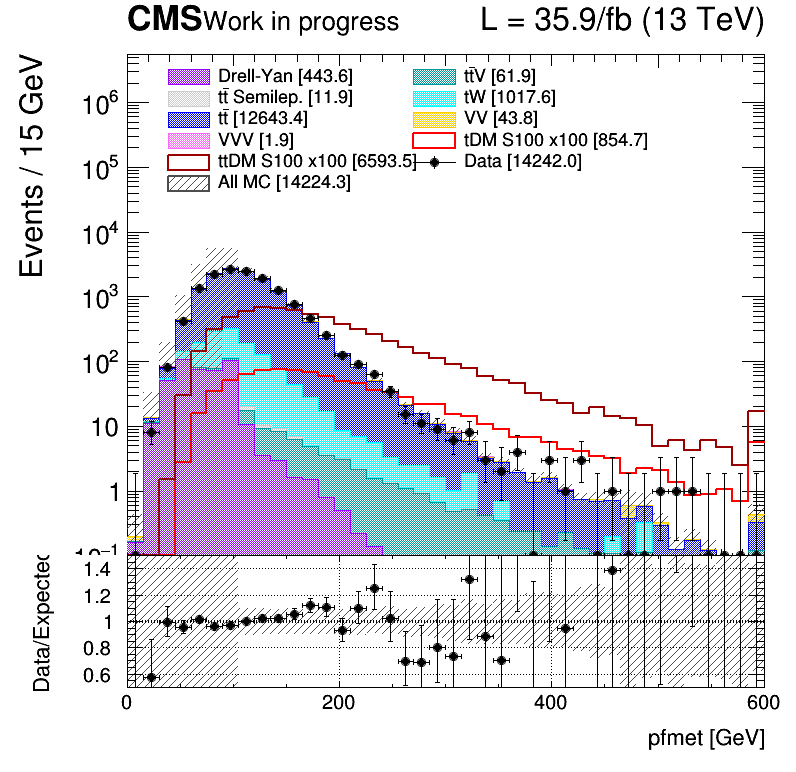 CMS Work in progress L = 35.9/fb (13 TeV)
Events / 15 GeV
Drell-Yan [443.6] tt̄V [61.9]
tt̄ Semilep. [11.9] tW [1017.6]
tt̄ [12643.4] VV [43.8]
VVV [1.9] tDM S100 x100 [854.7]
ttDM S100 x100 [6593.5] Data [14242.0]
All MC [14224.3]
10⁶
10⁵
10⁴
10³
10²
10
1
10⁻¹
Data/Expected
1.4
1.2
1
0.8
0.6
0 200 400 600
pfmet [GeV]